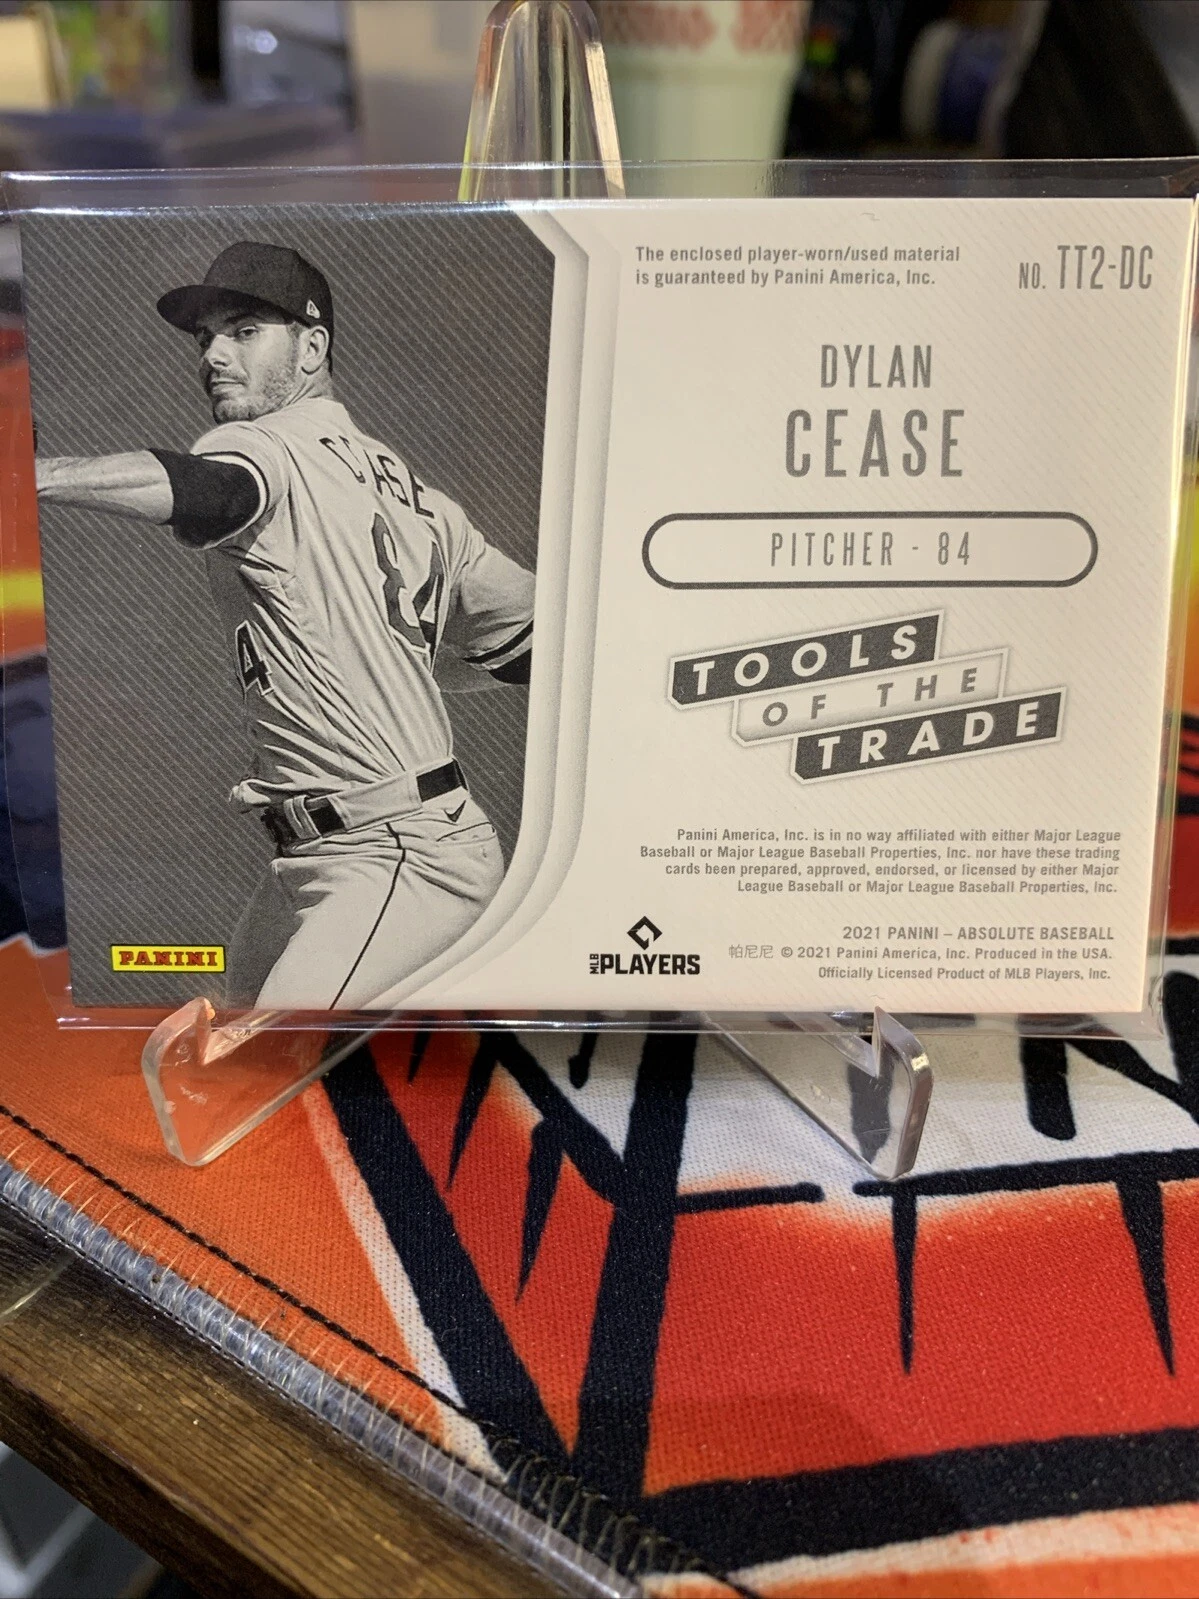 The enclosed player-worn/used material
is guaranteed by Panini America, Inc.
NO. TT2-DC
DYLAN
CEASE
PITCHER - 84
TOOLS
OF THE
TRADE
CEASE
84
4
Panini America, Inc. is in no way affiliated with either Major League
Baseball or Major League Baseball Properties, Inc. nor have these trading
cards been prepared, approved, endorsed, or licensed by either Major
League Baseball or Major League Baseball Properties, Inc.
PANINI
MLB PLAYERS
2021 PANINI – ABSOLUTE BASEBALL
帕尼尼 © 2021 Panini America, Inc. Produced in the USA.
Officially Licensed Product of MLB Players, Inc.